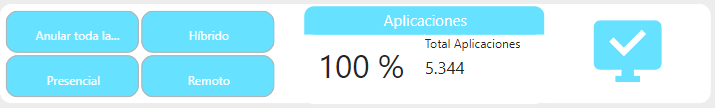 Anular toda la...
Híbrido
Presencial
Remoto
Aplicaciones
100 %
Total Aplicaciones
5.344